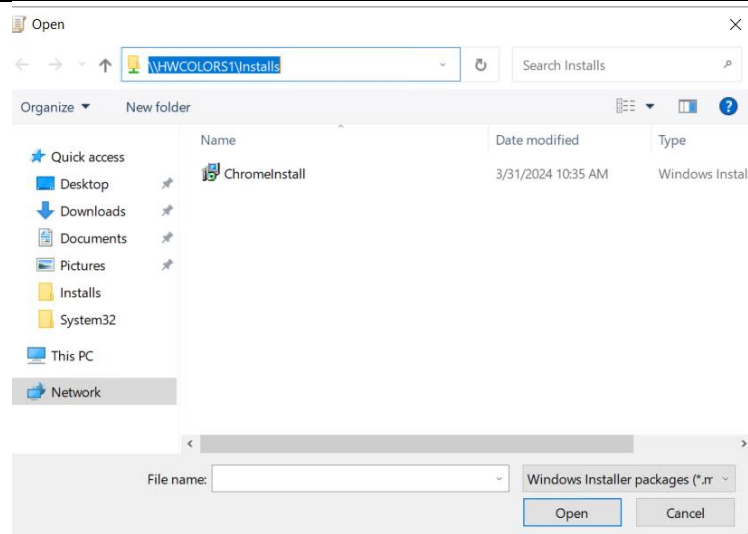 Open
\\HWCOLORS1\Installs
Search Installs
Organize
New folder
Name
Date modified
Type
Quick access
Desktop
Downloads
Documents
Pictures
Installs
System32
This PC
Network
ChromeInstall
3/31/2024 10:35 AM
Windows Instal
File name:
Windows Installer packages (*.m
Open
Cancel